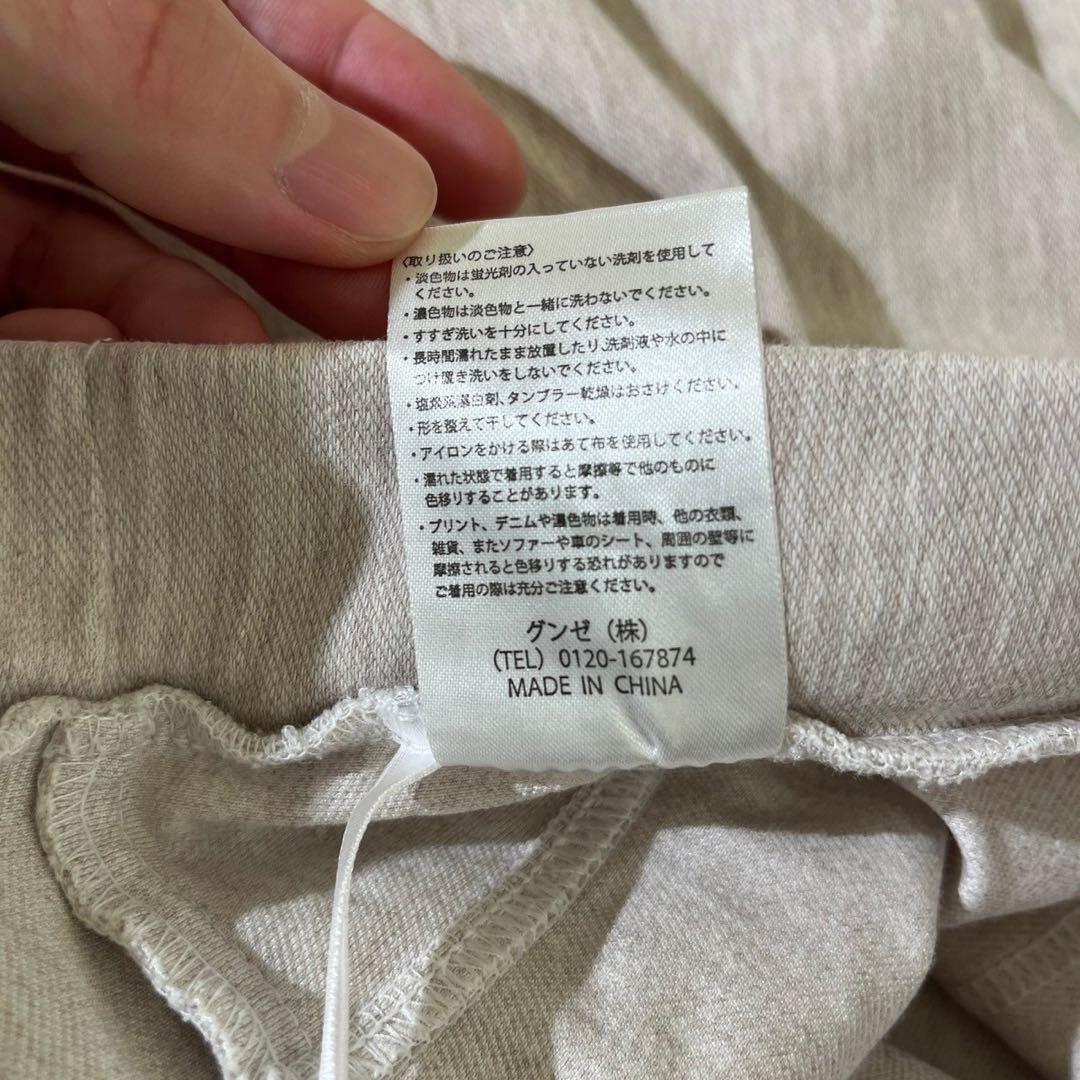 〈取り扱いのご注意〉
・淡色物は蛍光剤の入っていない洗剤を使用して
ください。
・濃色物は淡色物と一緒に洗わないでください。
・すすぎ洗いを十分にしてください。
・長時間濡れたまま放置したり、洗剤液や水の中に
つけ置き洗いをしないでください。
・塩素系漂白剤、タンブラー乾燥はおさけください。
・形を整えて干してください。
・アイロンをかける際はあて布を使用してください。
・濡れた状態で着用すると摩擦等で他のものに
色移りすることがあります。
・プリント、デニムや濃色物は着用時、他の衣類、
雑貨、またソファーや車のシート、周囲の壁等に
摩擦されると色移りする恐れがありますので
ご着用の際は充分ご注意ください。
グンゼ（株）
（TEL）0120-167874
MADE IN CHINA